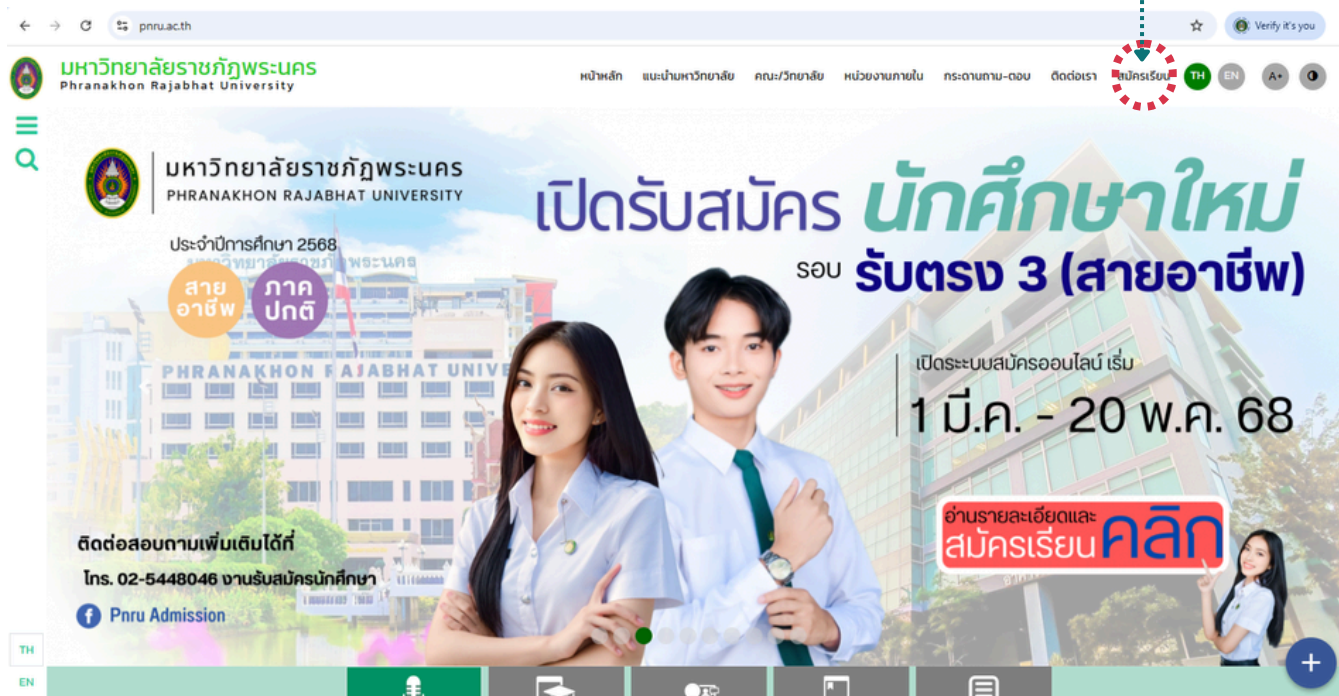 pnru.ac.th
Verify it's you
มหาวิทยาลัยราชภัฏพระนคร
Phranakhon Rajabhat University
หน้าหลัก แนะนำมหาวิทยาลัย คณะ/วิทยาลัย หน่วยงานภายใน กระดานถาม-ตอบ ติดต่อเรา สมัครเรียน TH EN A+
มหาวิทยาลัยราชภัฏพระนคร
PHRANAKHON RAJABHAT UNIVERSITY
ประจำปีการศึกษา 2568
สาย
อาชีพ
ภาค
ปกติ
เปิดรับสมัคร นักศึกษาใหม่
รอบ รับตรง 3 (สายอาชีพ)
เปิดระะบบสมัครออนไลน์ เริ่ม
1 มี.ค. - 20 พ.ค. 68
อ่านรายละเอียดและ
สมัครเรียน คลิก
PHRANAKHON RAJABHAT UNIVE
ติดต่อสอบถามเพิ่มเติมได้ที่
โทร. 02-5448046 งานรับสมัครนักศึกษา
Pnru Admission
TH
EN